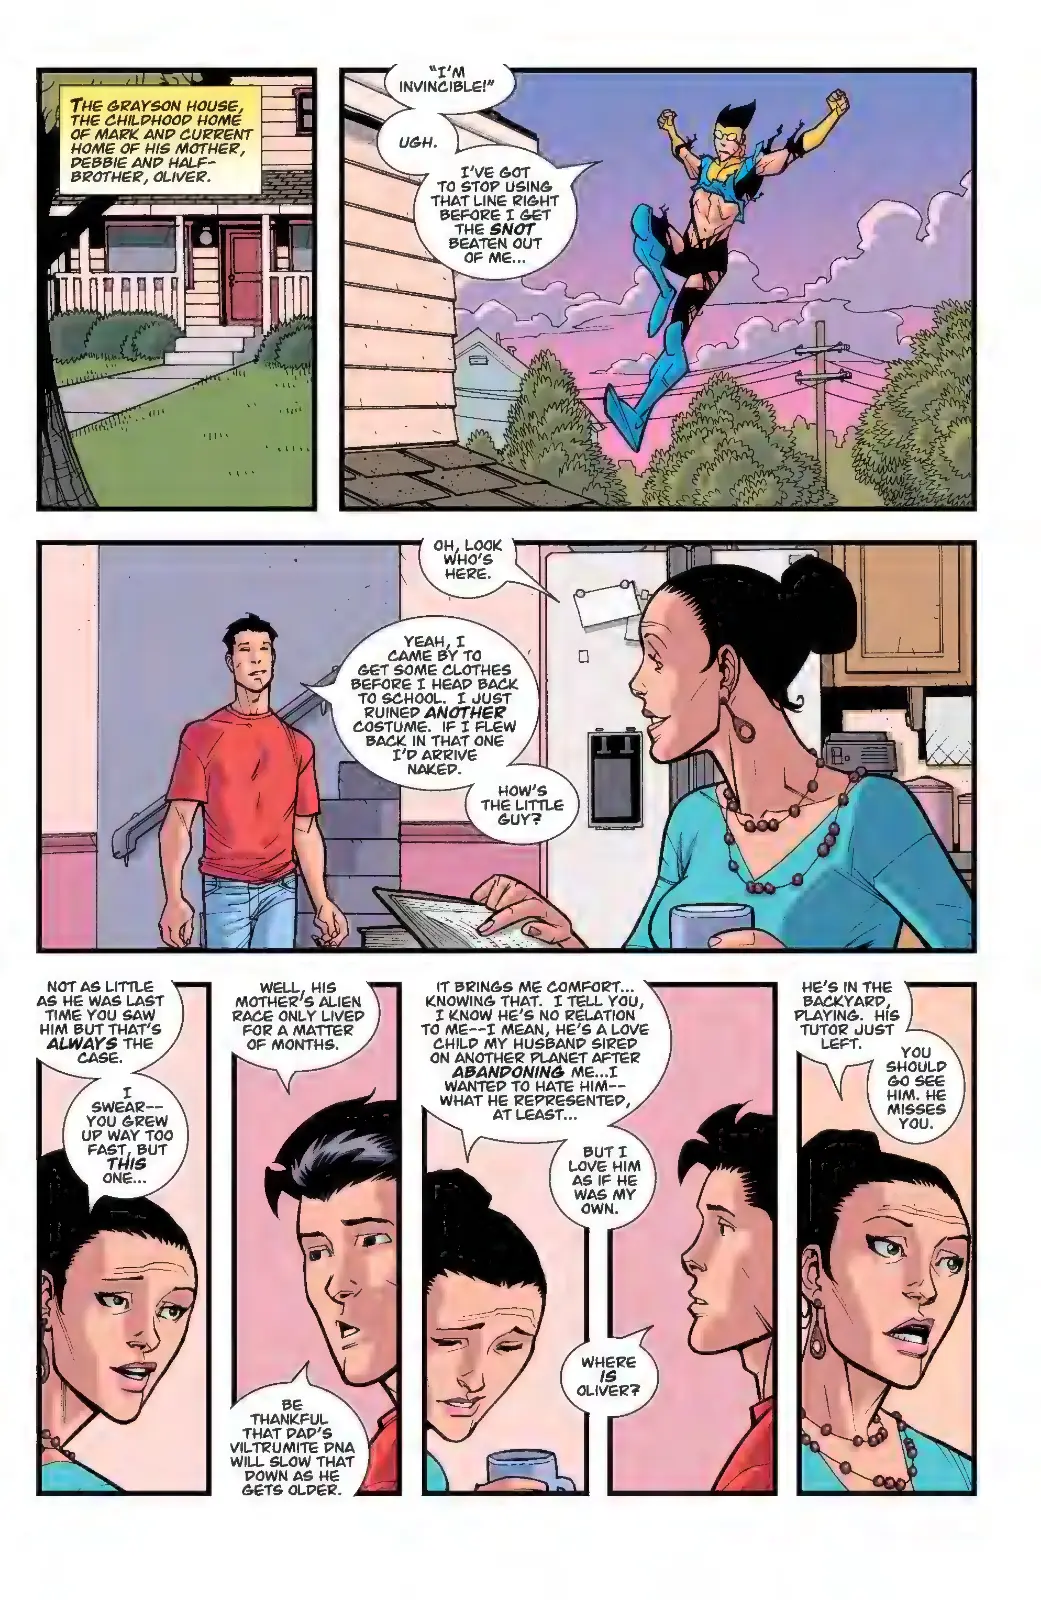 THE GRAYSON HOUSE,
THE CHILDHOOD HOME
OF MARK AND CURRENT
HOME OF HIS MOTHER,
DEBBIE AND HALF-
BROTHER, OLIVER.
"I'M
INVINCIBLE!"
UGH.
I'VE GOT
TO STOP USING
THAT LINE RIGHT
BEFORE I GET
THE SNOT
BEATEN OUT
OF ME...
OH, LOOK
WHO'S
HERE.
YEAH, I
CAME BY TO
GET SOME CLOTHES
BEFORE I HEAD BACK
TO SCHOOL. I JUST
RUINED ANOTHER
COSTUME. IF I FLEW
BACK IN THAT ONE
I'D ARRIVE
NAKED.
HOW'S
THE LITTLE
GUY?
NOT AS LITTLE
AS HE WAS LAST
TIME YOU SAW
HIM BUT THAT'S
ALWAYS THE
CASE.
I
SWEAR--
YOU GREW
UP WAY TOO
FAST, BUT
THIS
ONE...
WELL, HIS
MOTHER'S ALIEN
RACE ONLY LIVED
FOR A MATTER
OF MONTHS.
BE
THANKFUL
THAT DAD'S
VILTRUMITE DNA
WILL SLOW THAT
DOWN AS HE
GETS OLDER.
IT BRINGS ME COMFORT...
KNOWING THAT. I TELL YOU,
I KNOW HE'S NO RELATION
TO ME--I MEAN, HE'S A LOVE
CHILD MY HUSBAND SIRED
ON ANOTHER PLANET AFTER
ABANDONING ME...I
WANTED TO HATE HIM--
WHAT HE REPRESENTED,
AT LEAST...
BUT I
LOVE HIM
AS IF HE
WAS MY
OWN.
WHERE
IS
OLIVER?
HE'S IN THE
BACKYARD,
PLAYING. HIS
TUTOR JUST
LEFT.
YOU
SHOULD
GO SEE
HIM. HE
MISSES
YOU.